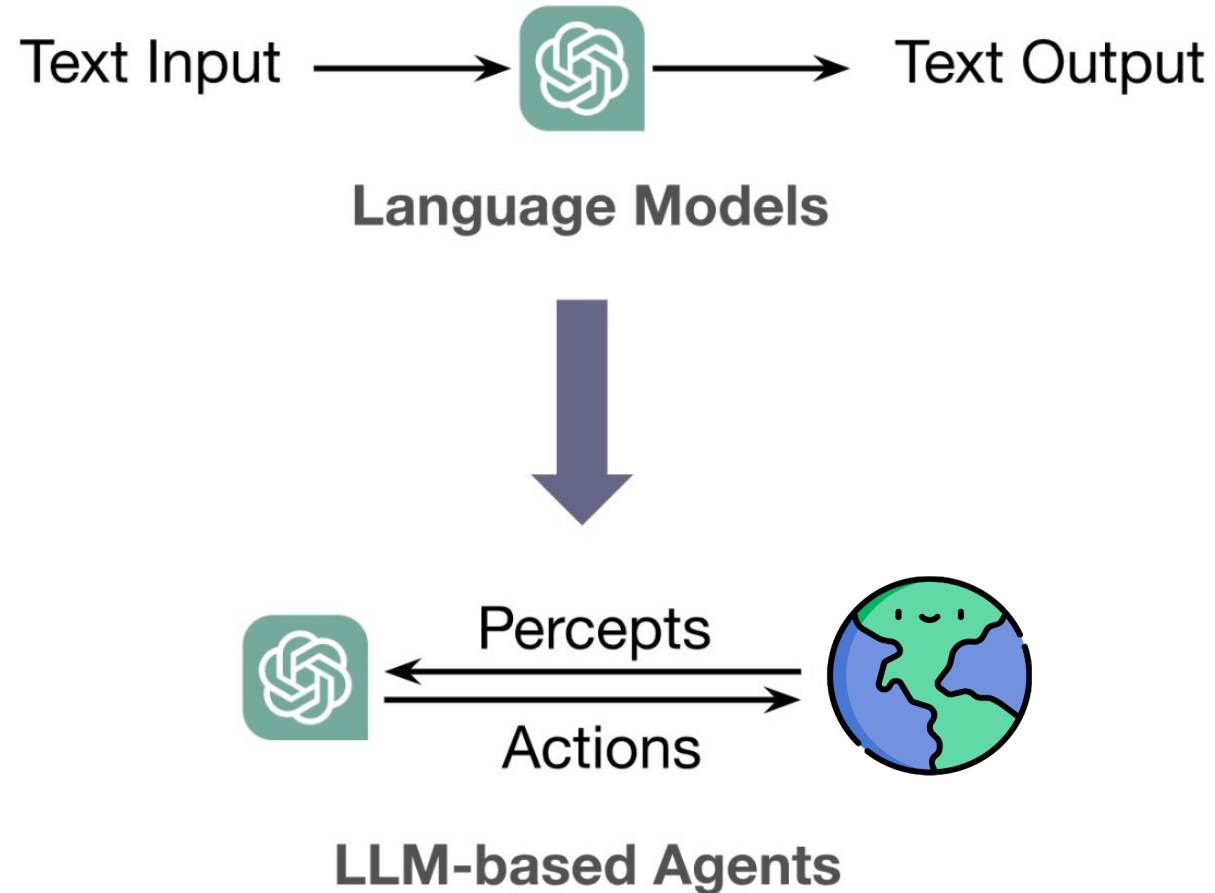 Text Input
Text Output
Language Models
Percepts
Actions
LLM-based Agents